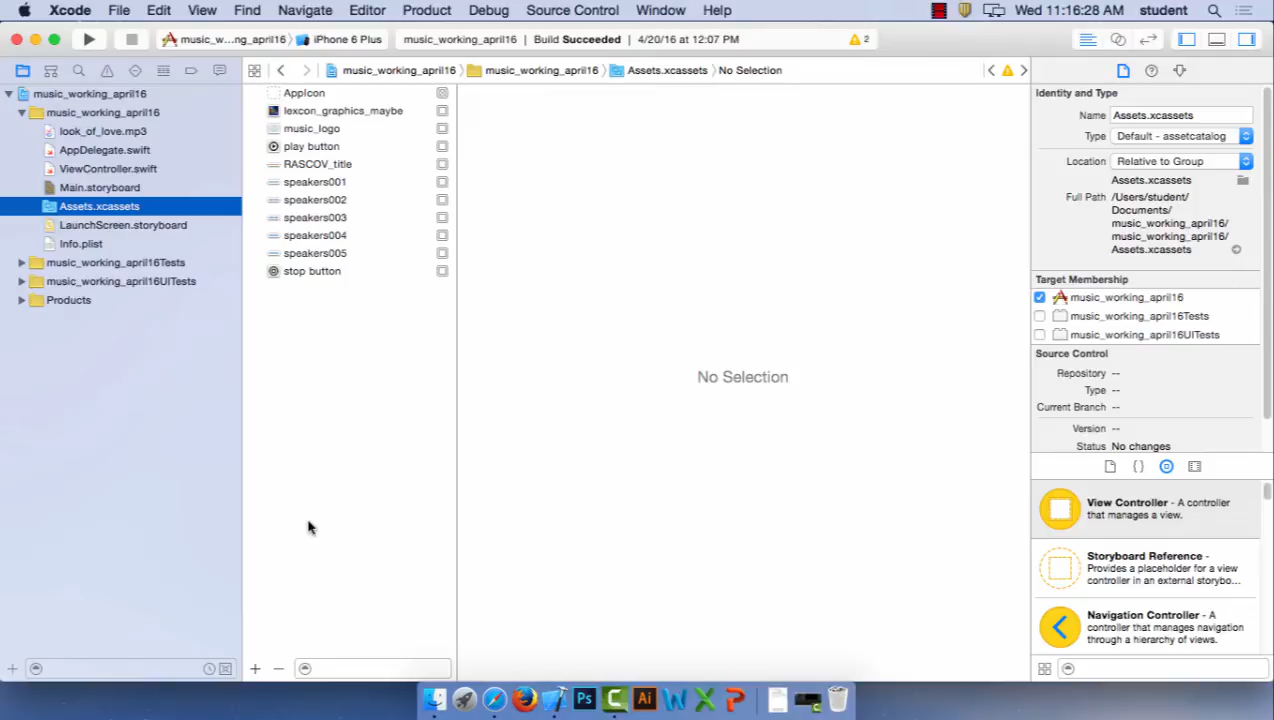 Xcode File Edit View Find Navigate Editor Product Debug Source Control Window Help Wed 11:16:28 AM student
music_w...ng_april16 iPhone 6 Plus music_working_april16 | Build Succeeded | 4/20/16 at 12:07 PM 2
music_working_april16 music_working_april16 Assets.xcassets No Selection
music_working_april16
music_working_april16
look_of_love.mp3
AppDelegate.swift
ViewController.swift
Main.storyboard
Assets.xcassets
LaunchScreen.storyboard
Info.plist
music_working_april16Tests
music_working_april16UITests
Products
AppIcon
lexcon_graphics_maybe
music_logo
play button
RASCOV_title
speakers001
speakers002
speakers003
speakers004
speakers005
stop button
No Selection
Identity and Type
Name Assets.xcassets
Type Default - assetcatalog
Location Relative to Group
Assets.xcassets
Full Path /Users/student/
Documents/
music_working_april16/
music_working_april16/
Assets.xcassets
Target Membership
music_working_april16
music_working_april16Tests
music_working_april16UITests
Source Control
Repository --
Type --
Current Branch --
Version --
Status No changes
{ }
View Controller - A controller
that manages a view.
Storyboard Reference -
Provides a placeholder for a view
controller in an external storybo...
Navigation Controller - A
controller that manages navigation
through a hierarchy of views.
Ps C Ai W X P